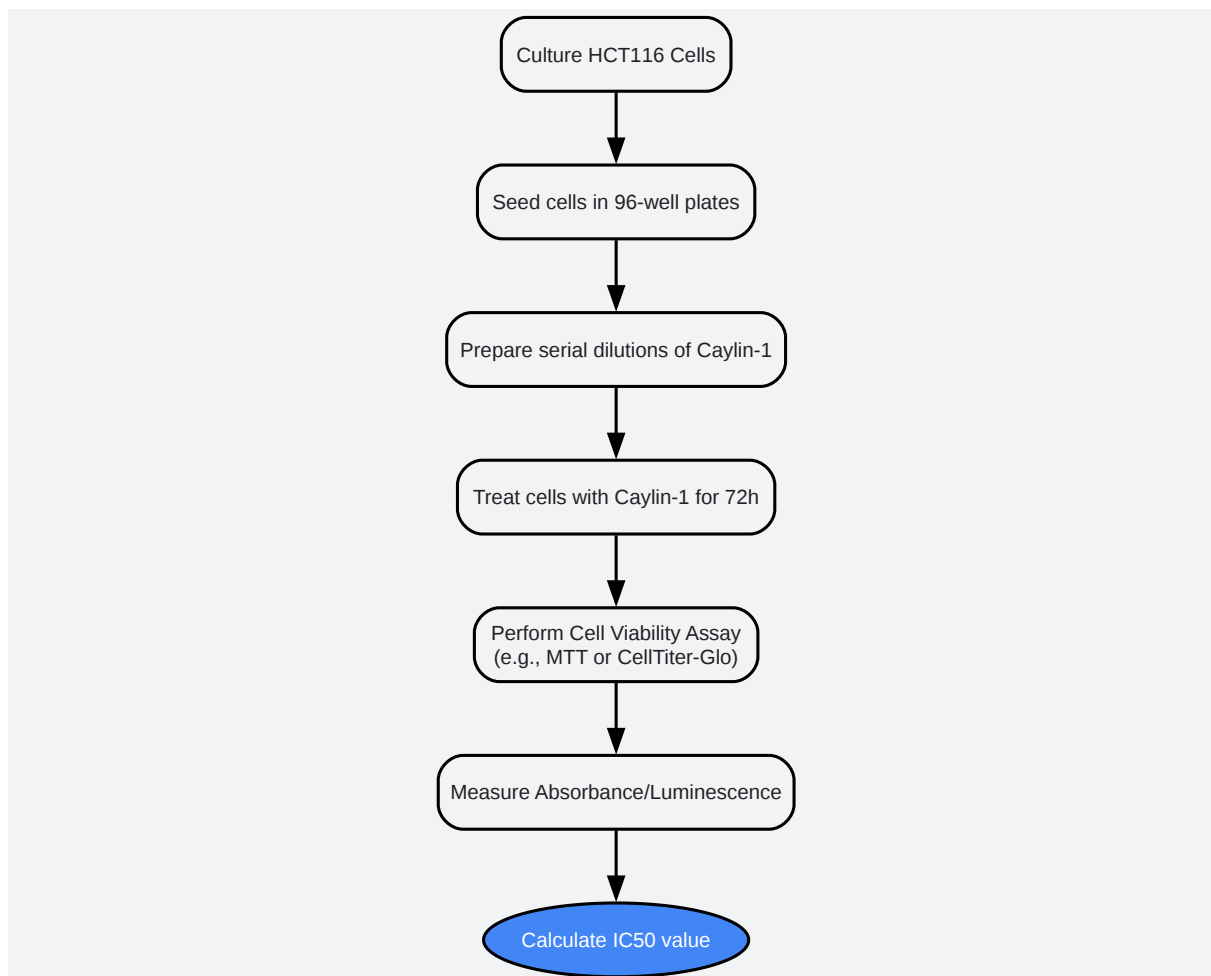 Culture HCT116 Cells
Seed cells in 96-well plates
Prepare serial dilutions of Caylin-1
Treat cells with Caylin-1 for 72h
Perform Cell Viability Assay
(e.g., MTT or CellTiter-Glo)
Measure Absorbance/Luminescence
Calculate IC50 value